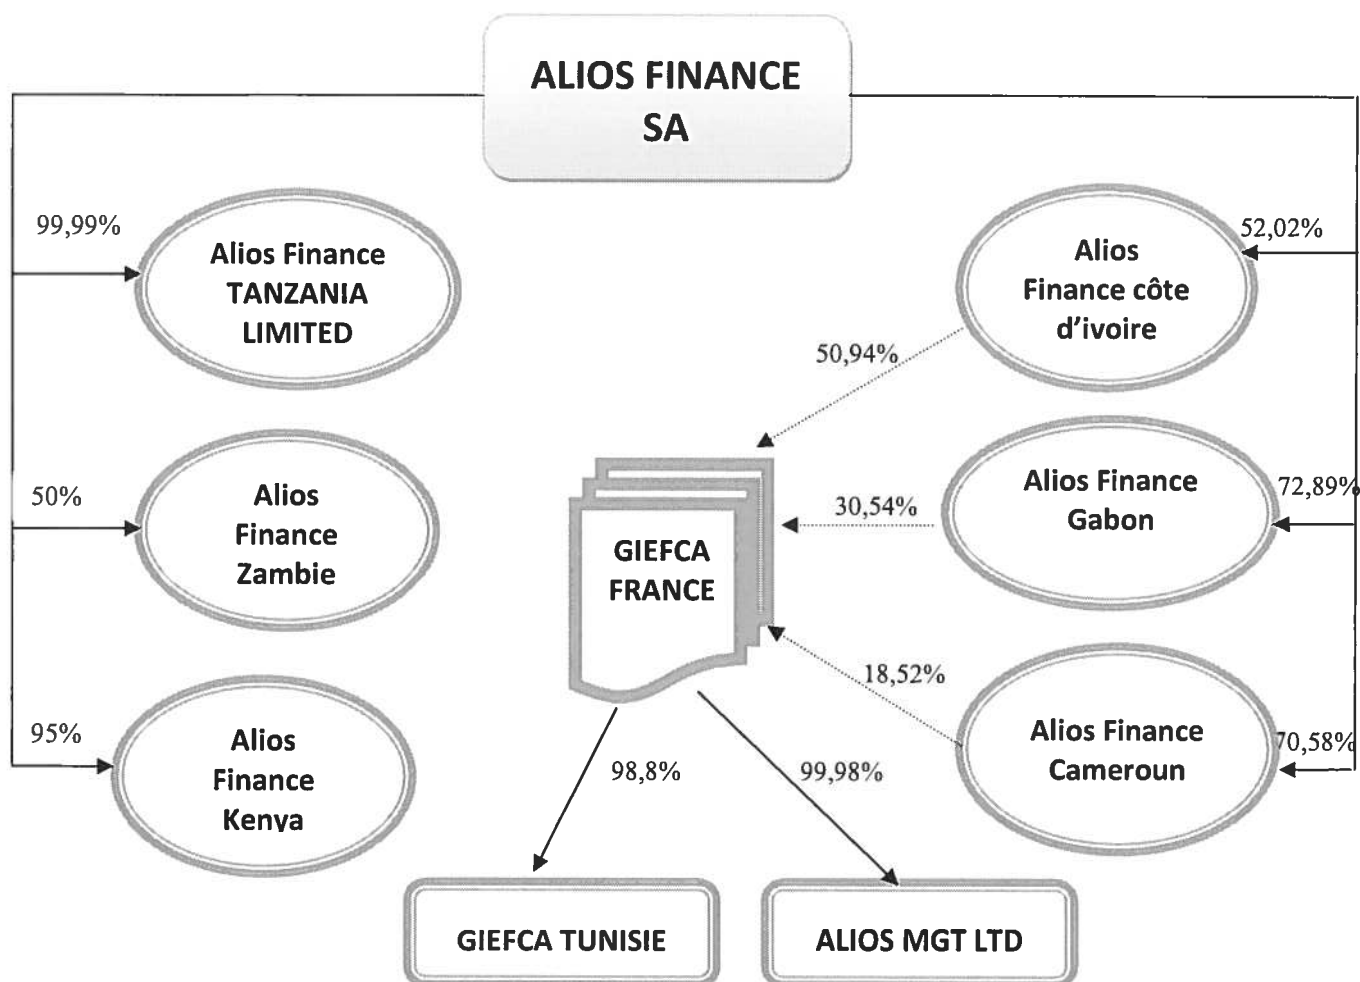 ALIOS FINANCE
SA
99,99%
Alios Finance
TANZANIA
LIMITED
Alios
Finance côte
d'ivoire
52,02%
50,94%
50%
Alios
Finance
Zambie
GIEFCA
FRANCE
30,54%
Alios Finance
Gabon
72,89%
18,52%
95%
Alios
Finance
Kenya
Alios Finance
Cameroun
70,58%
98,8%
99,98%
GIEFCA TUNISIE
ALIOS MGT LTD